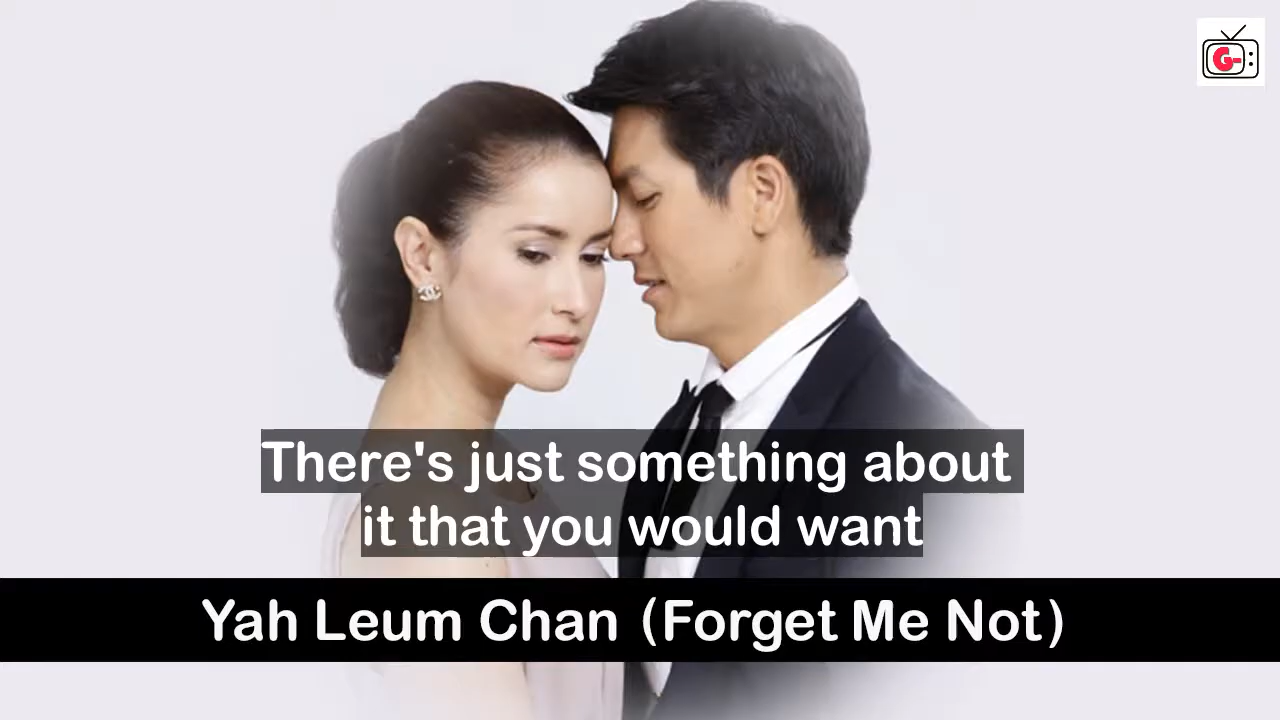 G-
There's just something about
it that you would want
Yah Leum Chan (Forget Me Not)